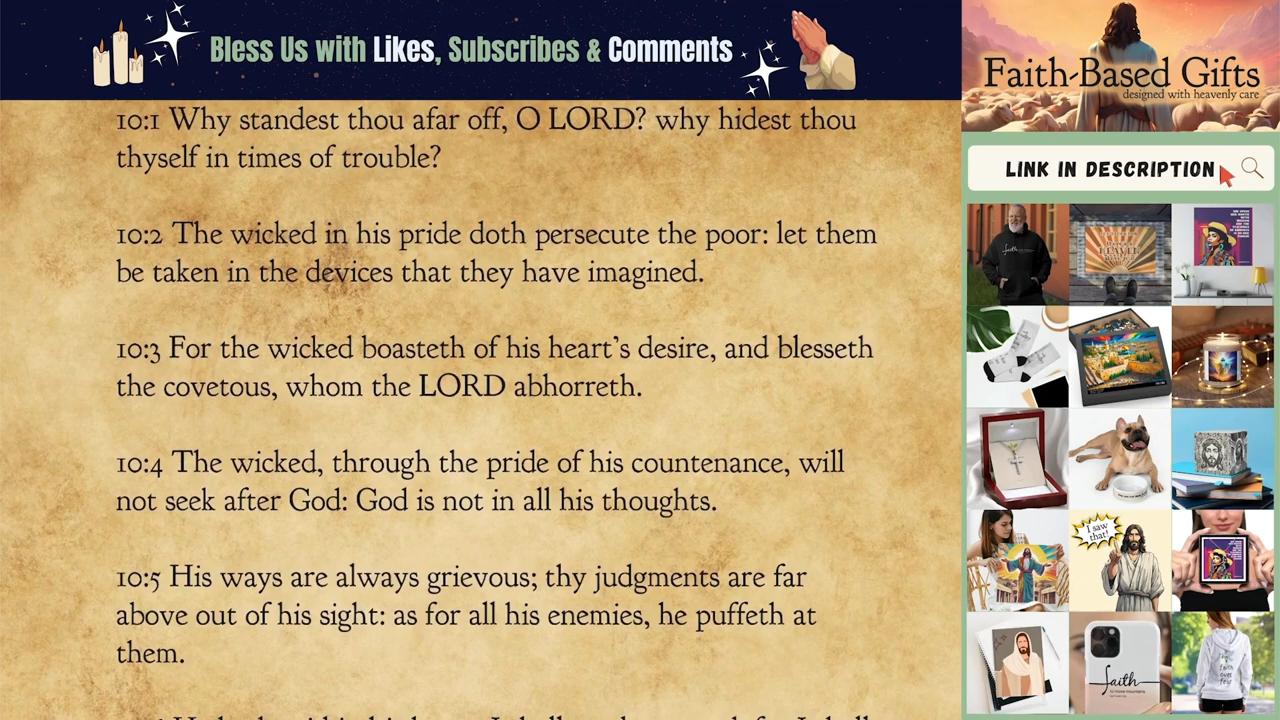 Bless Us with Likes, Subscribes & Comments
10:1 Why standest thou afar off, O LORD? why hidest thou
thyself in times of trouble?
10:2 The wicked in his pride doth persecute the poor: let them
be taken in the devices that they have imagined.
10:3 For the wicked boasteth of his heart's desire, and blesseth
the covetous, whom the LORD abhorreth.
10:4 The wicked, through the pride of his countenance, will
not seek after God: God is not in all his thoughts.
10:5 His ways are always grievous; thy judgments are far
above out of his sight: as for all his enemies, he puffeth at
them.
Faith-Based Gifts
designed with heavenly care
LINK IN DESCRIPTION
faith
I saw
that!
faith
faith
over
fear